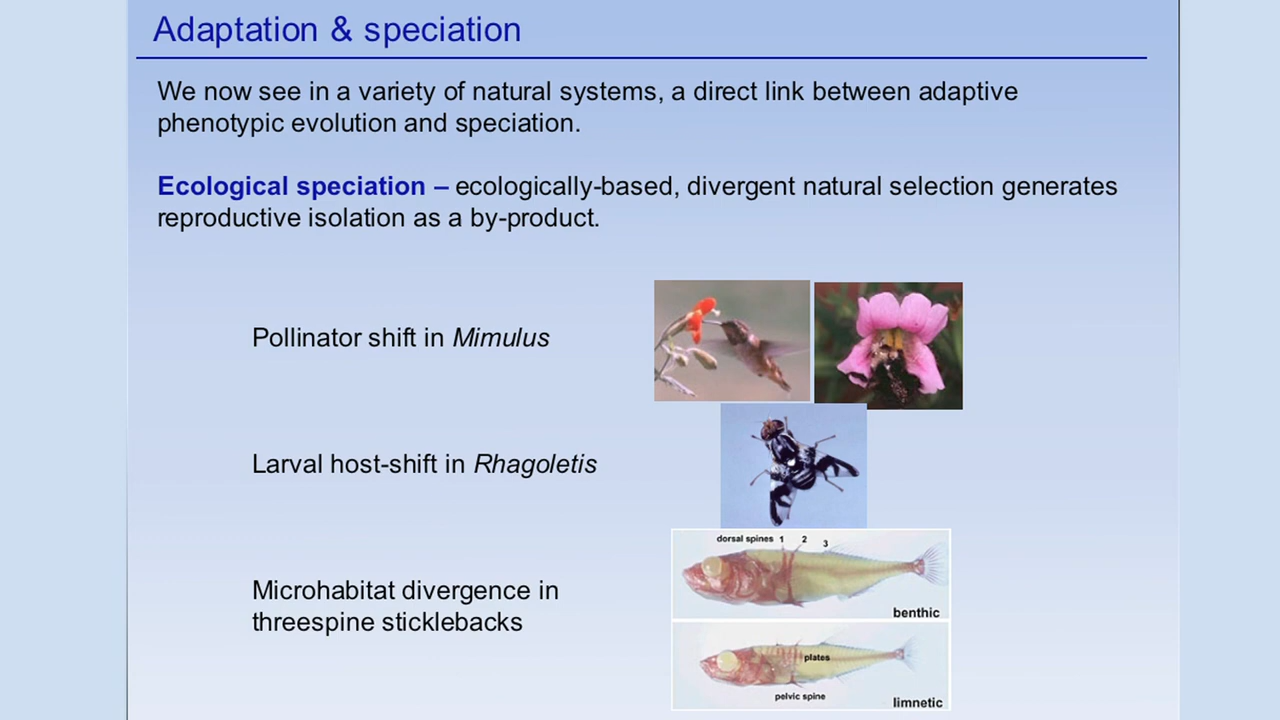 Adaptation & speciation
We now see in a variety of natural systems, a direct link between adaptive
phenotypic evolution and speciation.
Ecological speciation – ecologically-based, divergent natural selection generates
reproductive isolation as a by-product.
Pollinator shift in Mimulus
Larval host-shift in Rhagoletis
Microhabitat divergence in
threespine sticklebacks
dorsal spines 1 2 3
benthic
plates
pelvic spine
limnetic